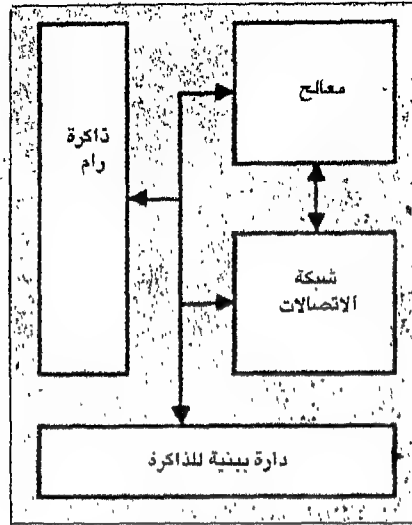 معالج
ذاكرة
رام
شبكة
الاتصالات
دارة بينية للذاكرة